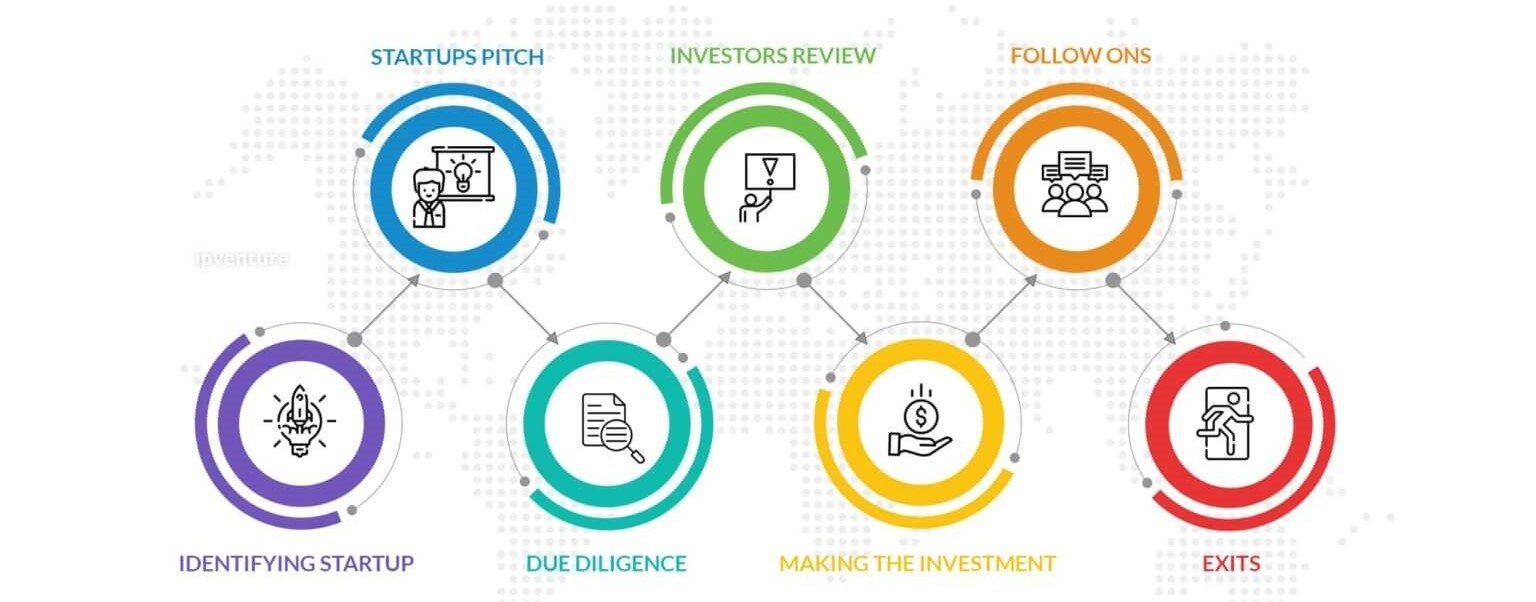 STARTUPS PITCH
INVESTORS REVIEW
FOLLOW ONS
ipventure
$
IDENTIFYING STARTUP
DUE DILIGENCE
MAKING THE INVESTMENT
EXITS